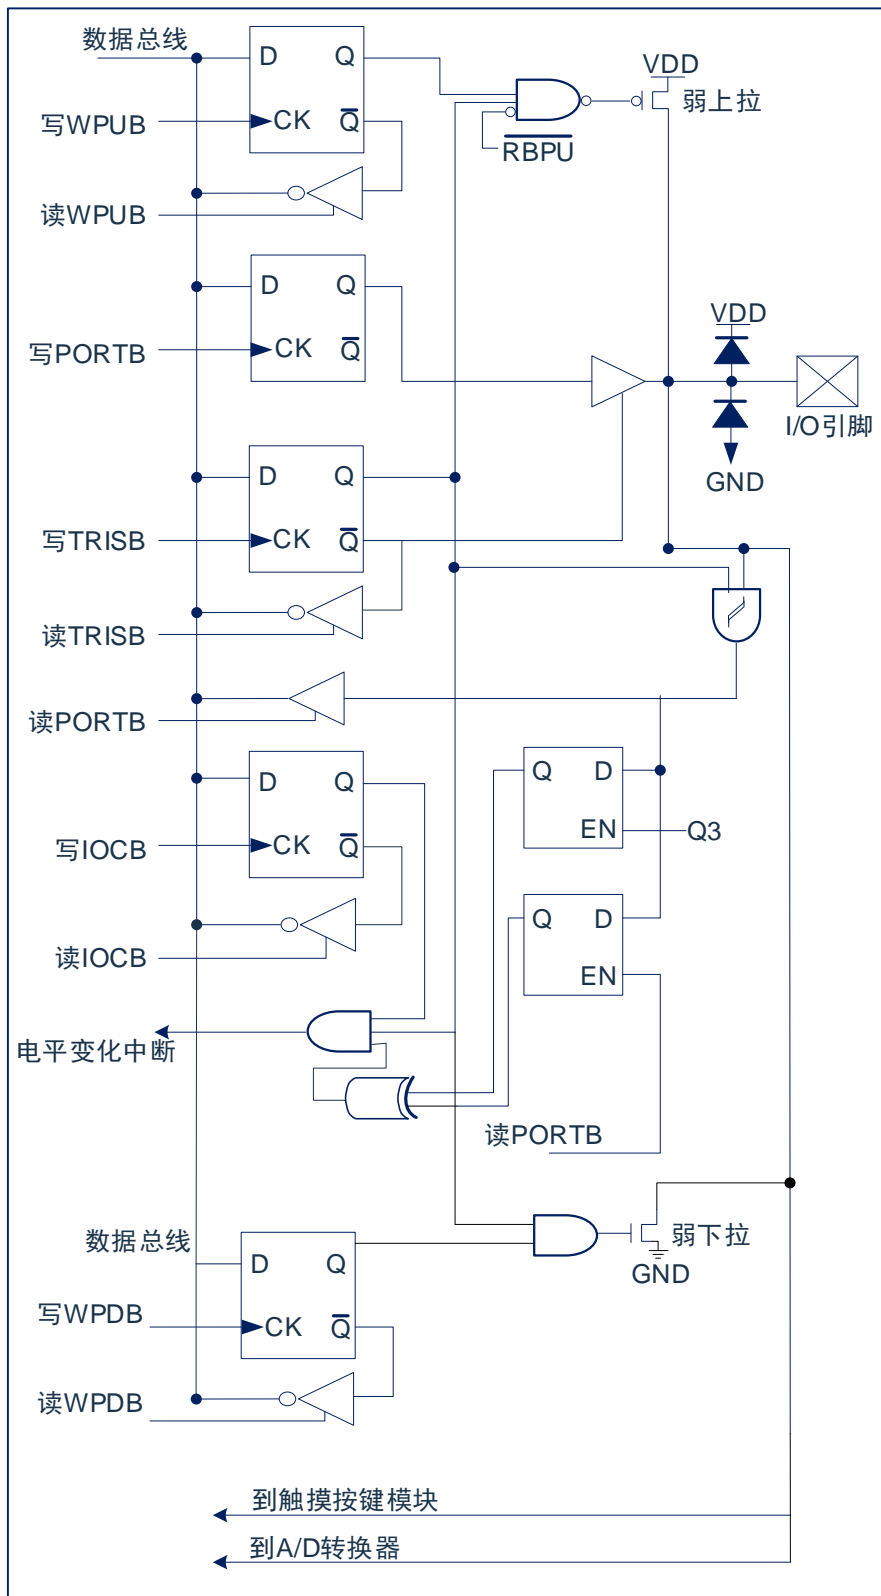 数据总线
D Q
VDD
弱上拉
写WPUB
CK Q̅
R̅B̅P̅U̅
读WPUB
D Q
VDD
写PORTB
CK Q̅
I/O引脚
D Q
GND
写TRISB
CK Q̅
读TRISB
读PORTB
D Q
Q D
EN Q3
写IOCB
CK Q̅
Q D
读IOCB
EN
电平变化中断
读PORTB
数据总线
弱下拉
D Q
GND
写WPDB
CK Q̅
读WPDB
到触摸按键模块
到A/D转换器